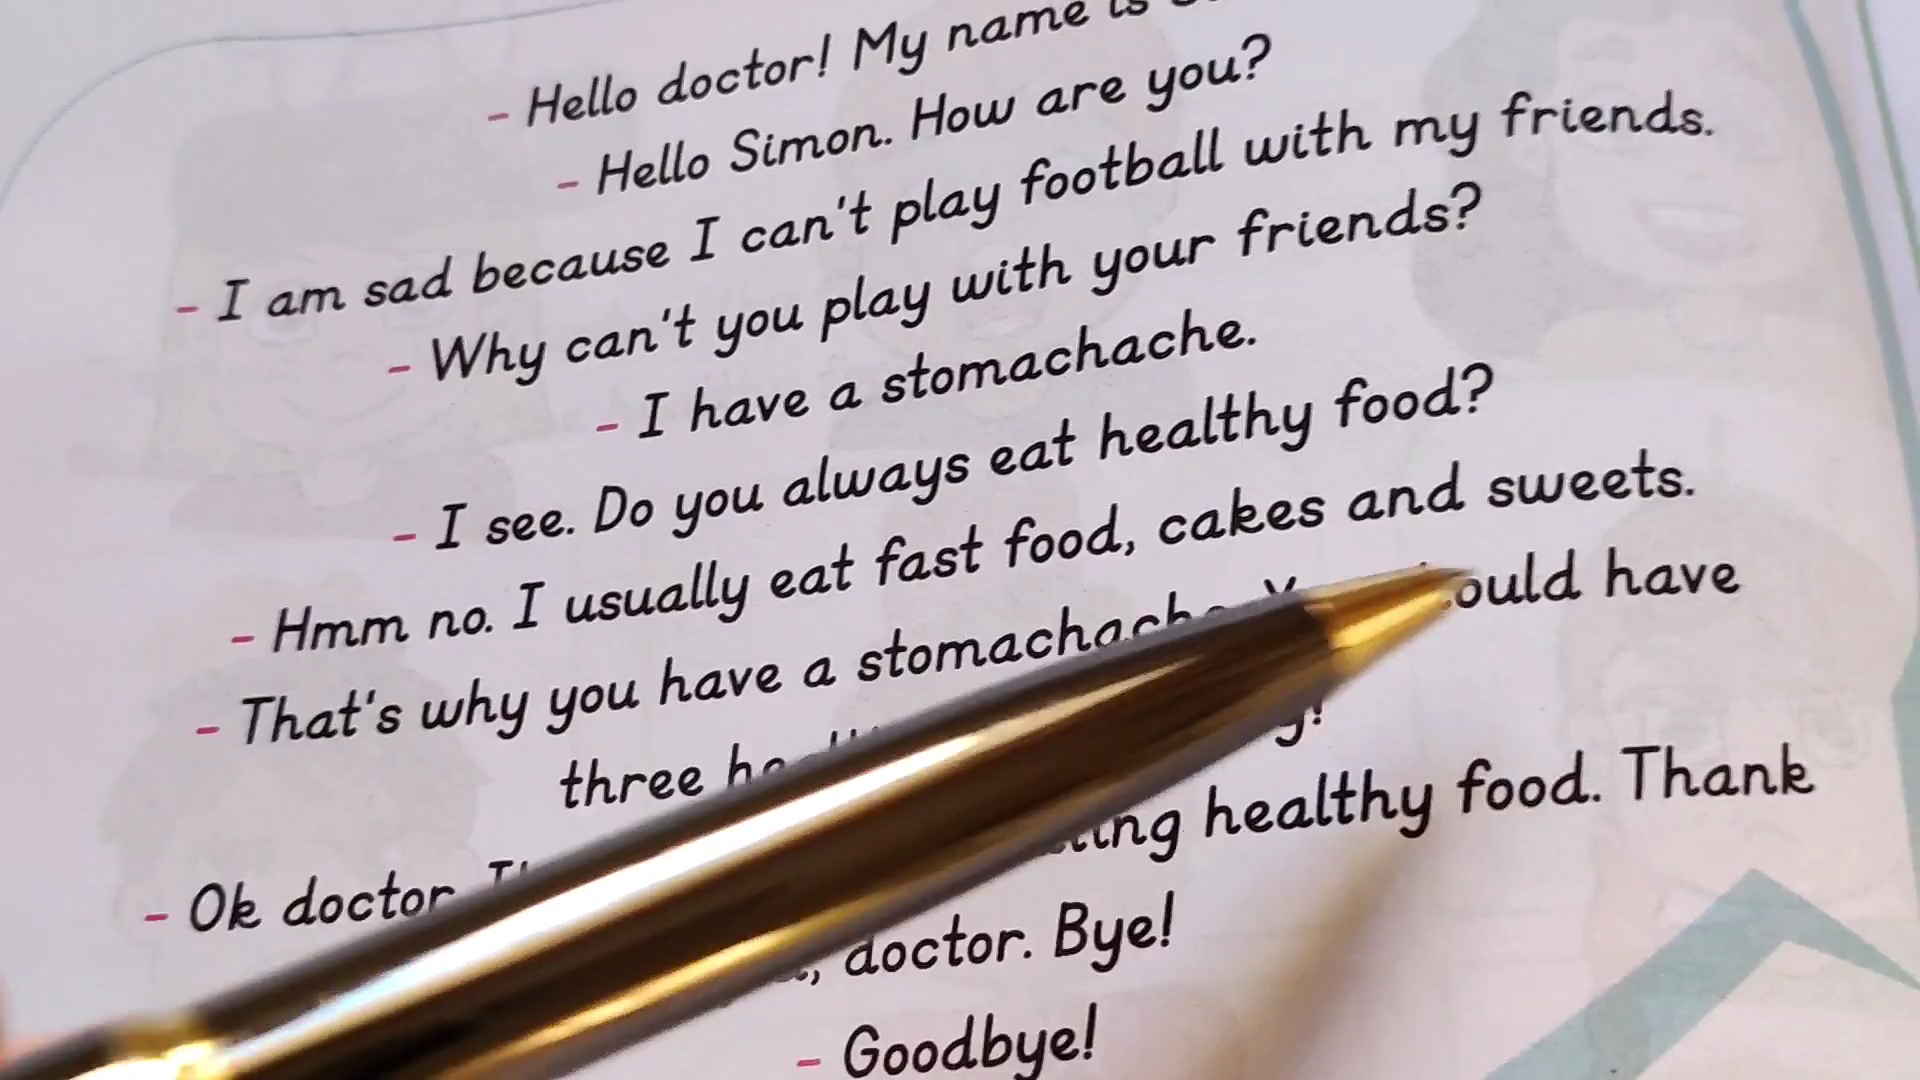 - Hello doctor! My name is
- Hello Simon. How are you?
- I am sad because I can't play football with my friends.
- Why can't you play with your friends?
- I have a stomachache.
- I see. Do you always eat healthy food?
- Hmm no. I usually eat fast food, cakes and sweets.
- That's why you have a stomachache. have
three
- Ok doctor. healthy food. Thank
, doctor. Bye!
- Goodbye!